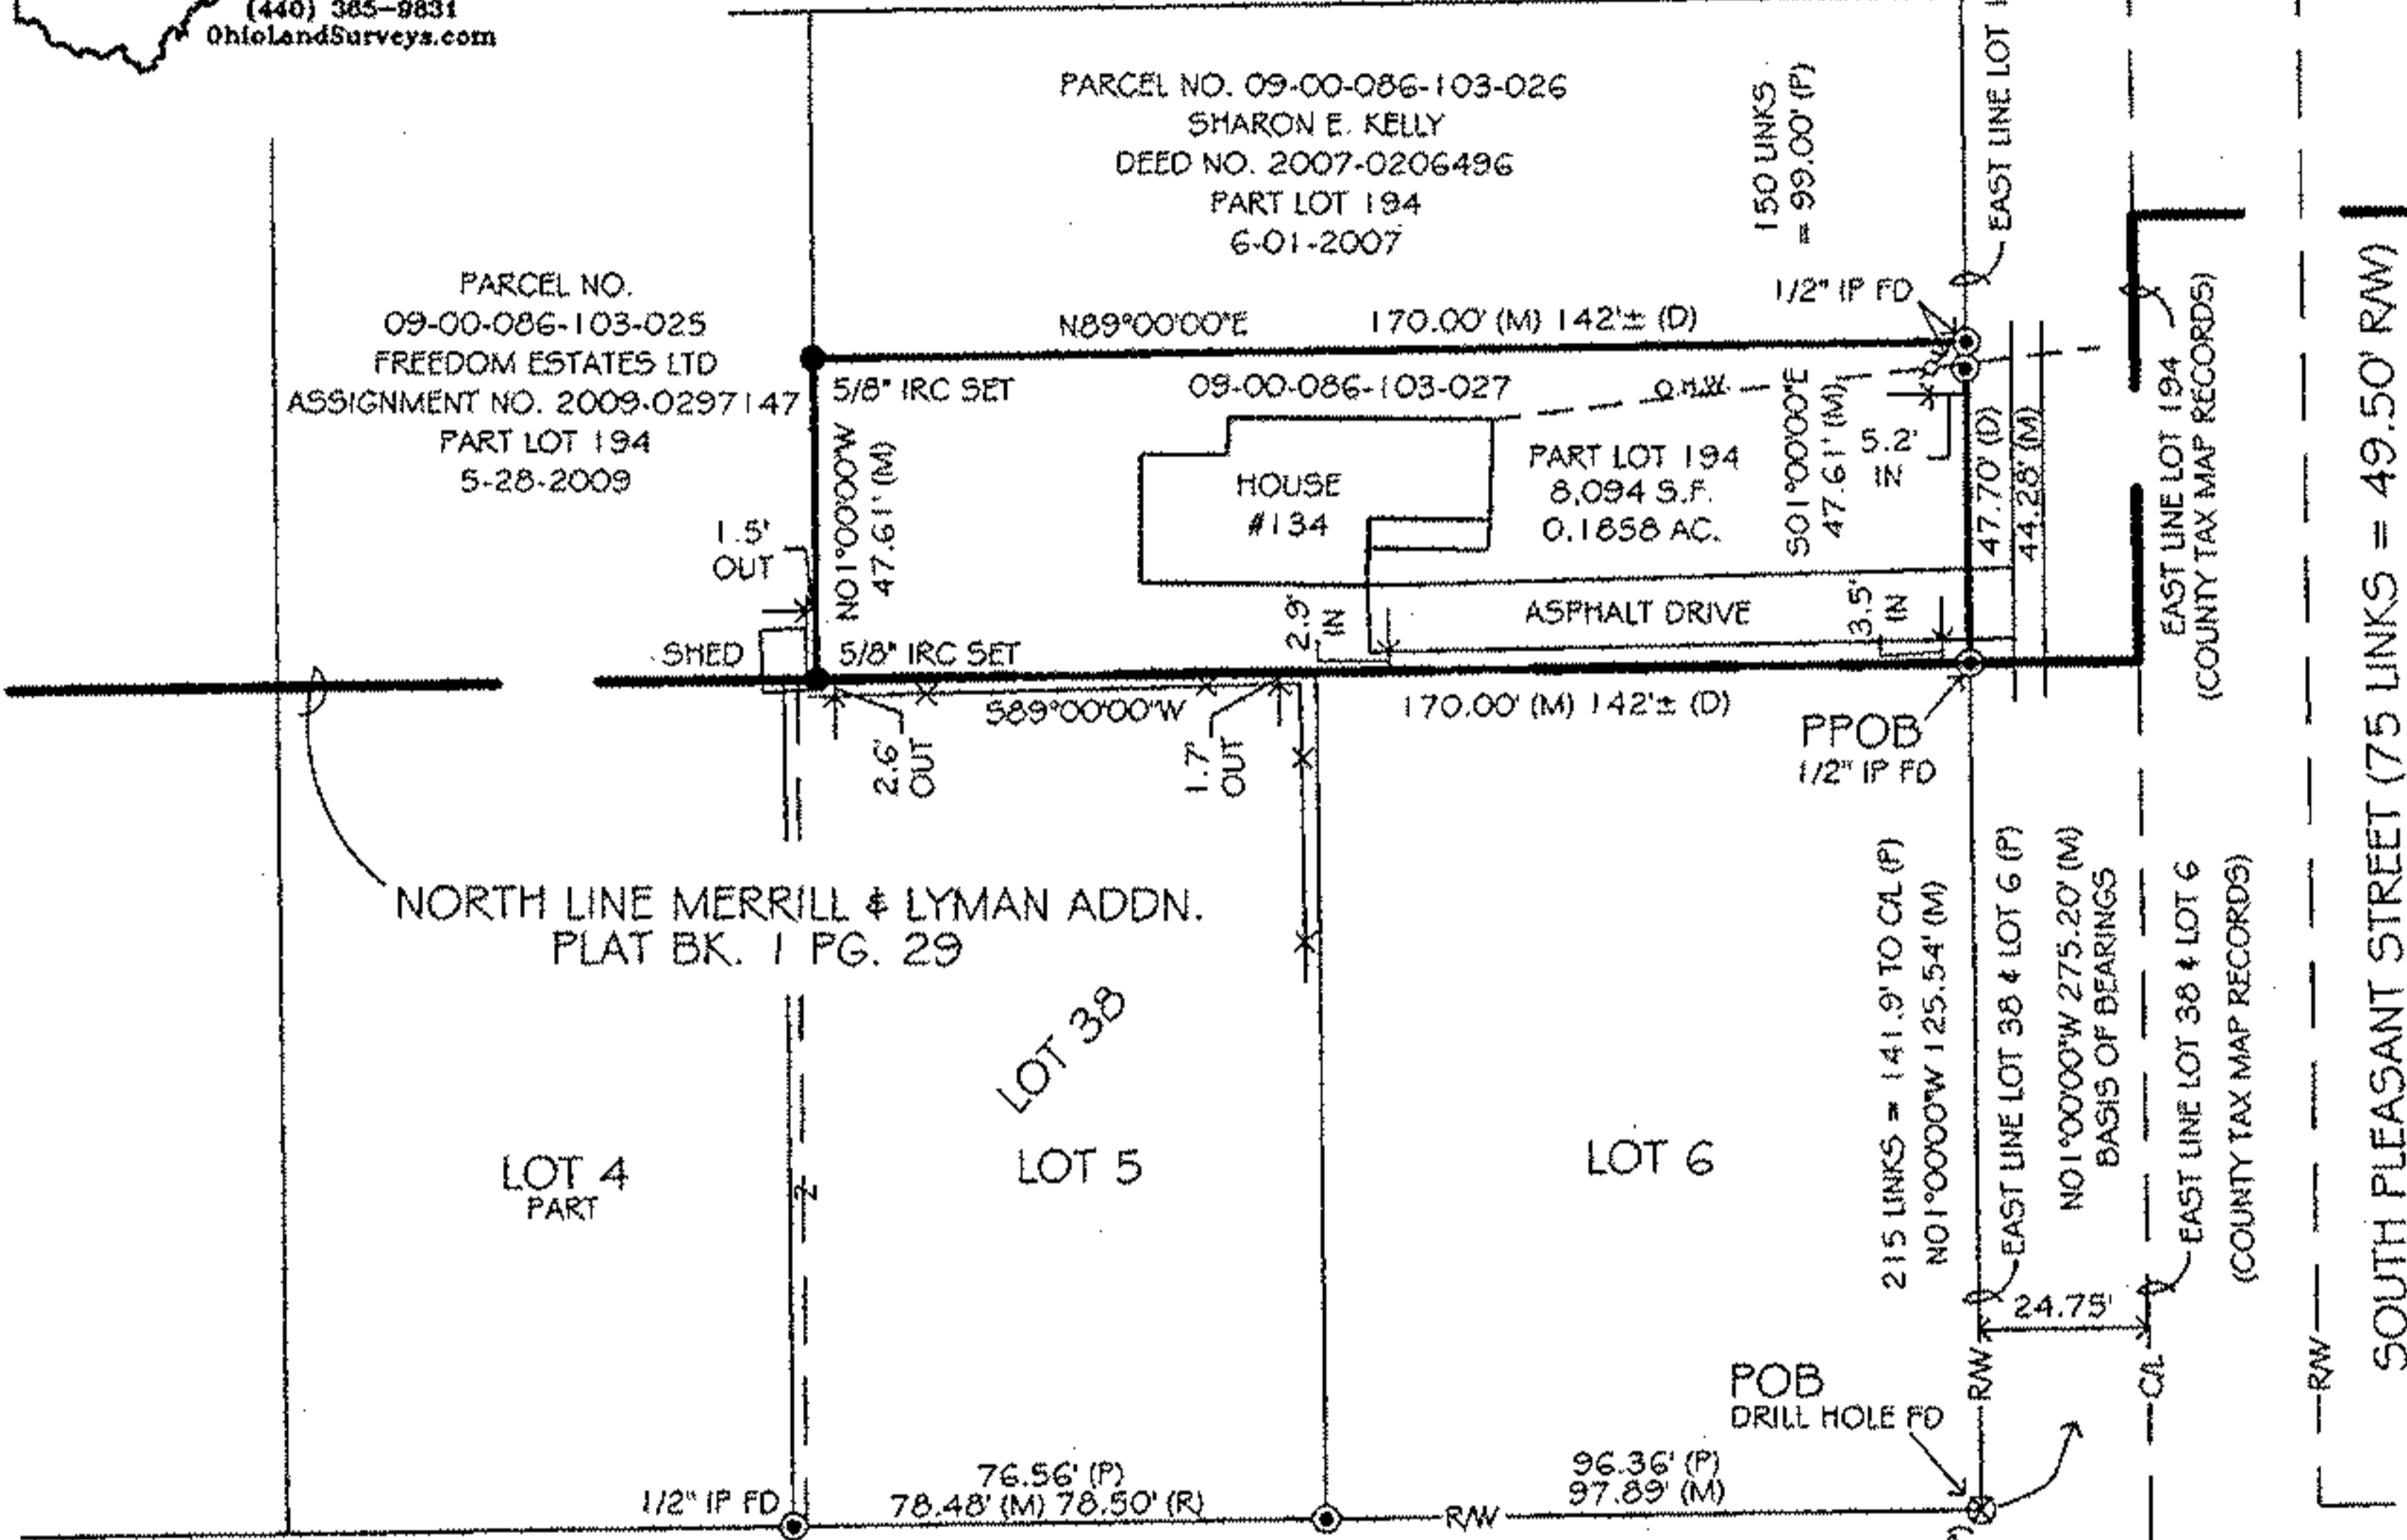 (440) 365-9831
OhioLandSurveys.com
PARCEL NO. 09-00-086-103-026
SHARON E. KELLY
DEED NO. 2007-0206496
PART LOT 194
6-01-2007
150 LINKS
= 99.00' (P)
EAST LINE LOT
PARCEL NO.
09-00-086-103-025
FREEDOM ESTATES LTD
ASSIGNMENT NO. 2009-0297147
PART LOT 194
5-28-2009
N89°00'00"E
170.00' (M) 142'± (D)
1/2" IP FD
5/8" IRC SET
09-00-086-103-027
O.H.W.
N01°00'00"W
47.61' (M)
HOUSE
#134
PART LOT 194
8,094 S.F.
0.1858 AC.
S01°00'00"E
47.61' (M)
5.2'
IN
47.70' (D)
44.28' (M)
EAST LINE LOT 194
(COUNTY TAX MAP RECORDS)
1.5'
OUT
SHED
5/8" IRC SET
2.9'
IN
ASPHALT DRIVE
3.5'
IN
S89°00'00"W
170.00' (M) 142'± (D)
2.6'
OUT
1.7'
OUT
PPOB
1/2" IP FD
NORTH LINE MERRILL & LYMAN ADDN.
PLAT BK. 1 PG. 29
LOT 38
LOT 4
PART
LOT 5
LOT 6
215 LINKS = 141.9' TO C/L (P)
N01°00'00"W 125.54' (M)
EAST LINE LOT 38 & LOT 6 (P)
N01°00'00"W 275.20' (M)
BASIS OF BEARINGS
EAST LINE LOT 38 & LOT 6
(COUNTY TAX MAP RECORDS)
SOUTH PLEASANT STREET (75 LINKS = 49.50' R/W)
24.75'
R/W
C/L
R/W
POB
DRILL HOLE FD
1/2" IP FD
76.56' (P)
78.48' (M) 78.50' (R)
R/W
96.36' (P)
97.89' (M)